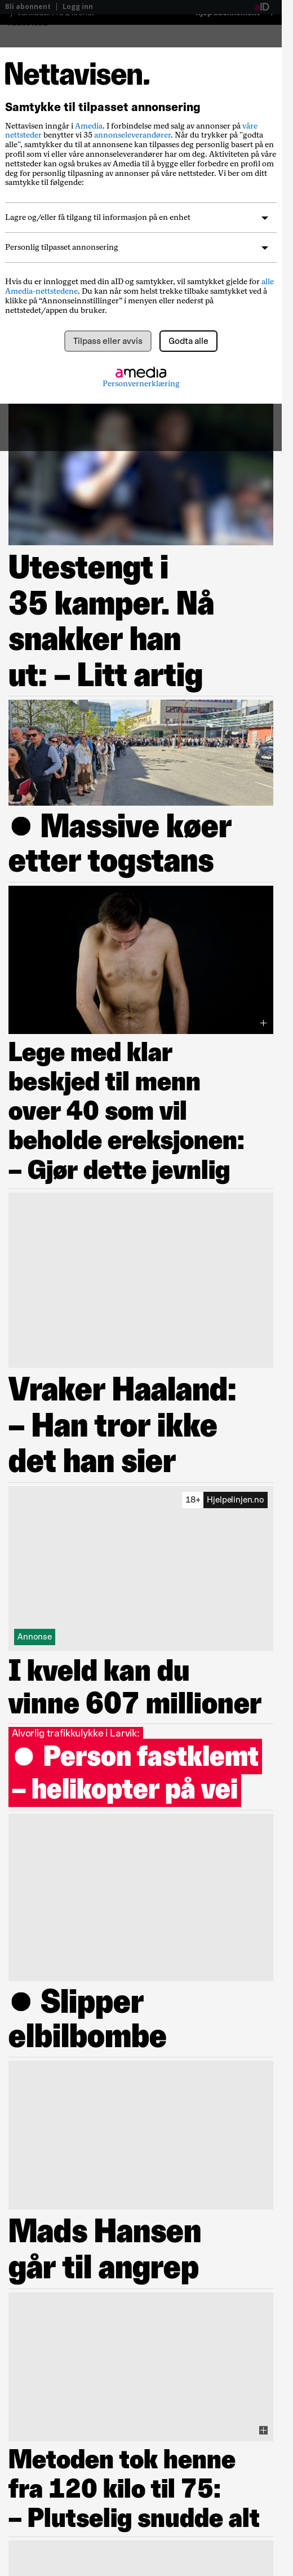 Bli abonnent | Logg inn
aID
Nettavisen.
Samtykke til tilpasset annonsering
Nettavisen inngår i Amedia. I forbindelse med salg av annonser på våre
nettsteder benytter vi 35 annonseleverandører. Når du trykker på "godta
alle", samtykker du til at annonsene kan tilpasses deg personlig basert på en
profil som vi eller våre annonseleverandører har om deg. Aktivitetene på våre
nettsteder kan også brukes av Amedia til å bygge eller forbedre en profil om
deg for personlig tilpasning av annonser på våre nettsteder. Vi ber om ditt
samtykke til følgende:
Lagre og/eller få tilgang til informasjon på en enhet
Personlig tilpasset annonsering
Hvis du er innlogget med din aID og samtykker, vil samtykket gjelde for alle
Amedia-nettstedene. Du kan når som helst trekke tilbake samtykket ved å
klikke på “Annonseinnstillinger” i menyen eller nederst på
nettstedet/appen du bruker.
Tilpass eller avvis
Godta alle
amedia
Personvernerklæring
Utestengt i
35 kamper. Nå
snakker han
ut: – Litt artig
● Massive køer
etter togstans
Lege med klar
beskjed til menn
over 40 som vil
beholde ereksjonen:
– Gjør dette jevnlig
Vraker Haaland:
– Han tror ikke
det han sier
18+ Hjelpelinjen.no
Annonse
I kveld kan du
vinne 607 millioner
Alvorlig trafikkulykke i Larvik:
● Person fastklemt
– helikopter på vei
● Slipper
elbilbombe
Mads Hansen
går til angrep
Metoden tok henne
fra 120 kilo til 75:
– Plutselig snudde alt